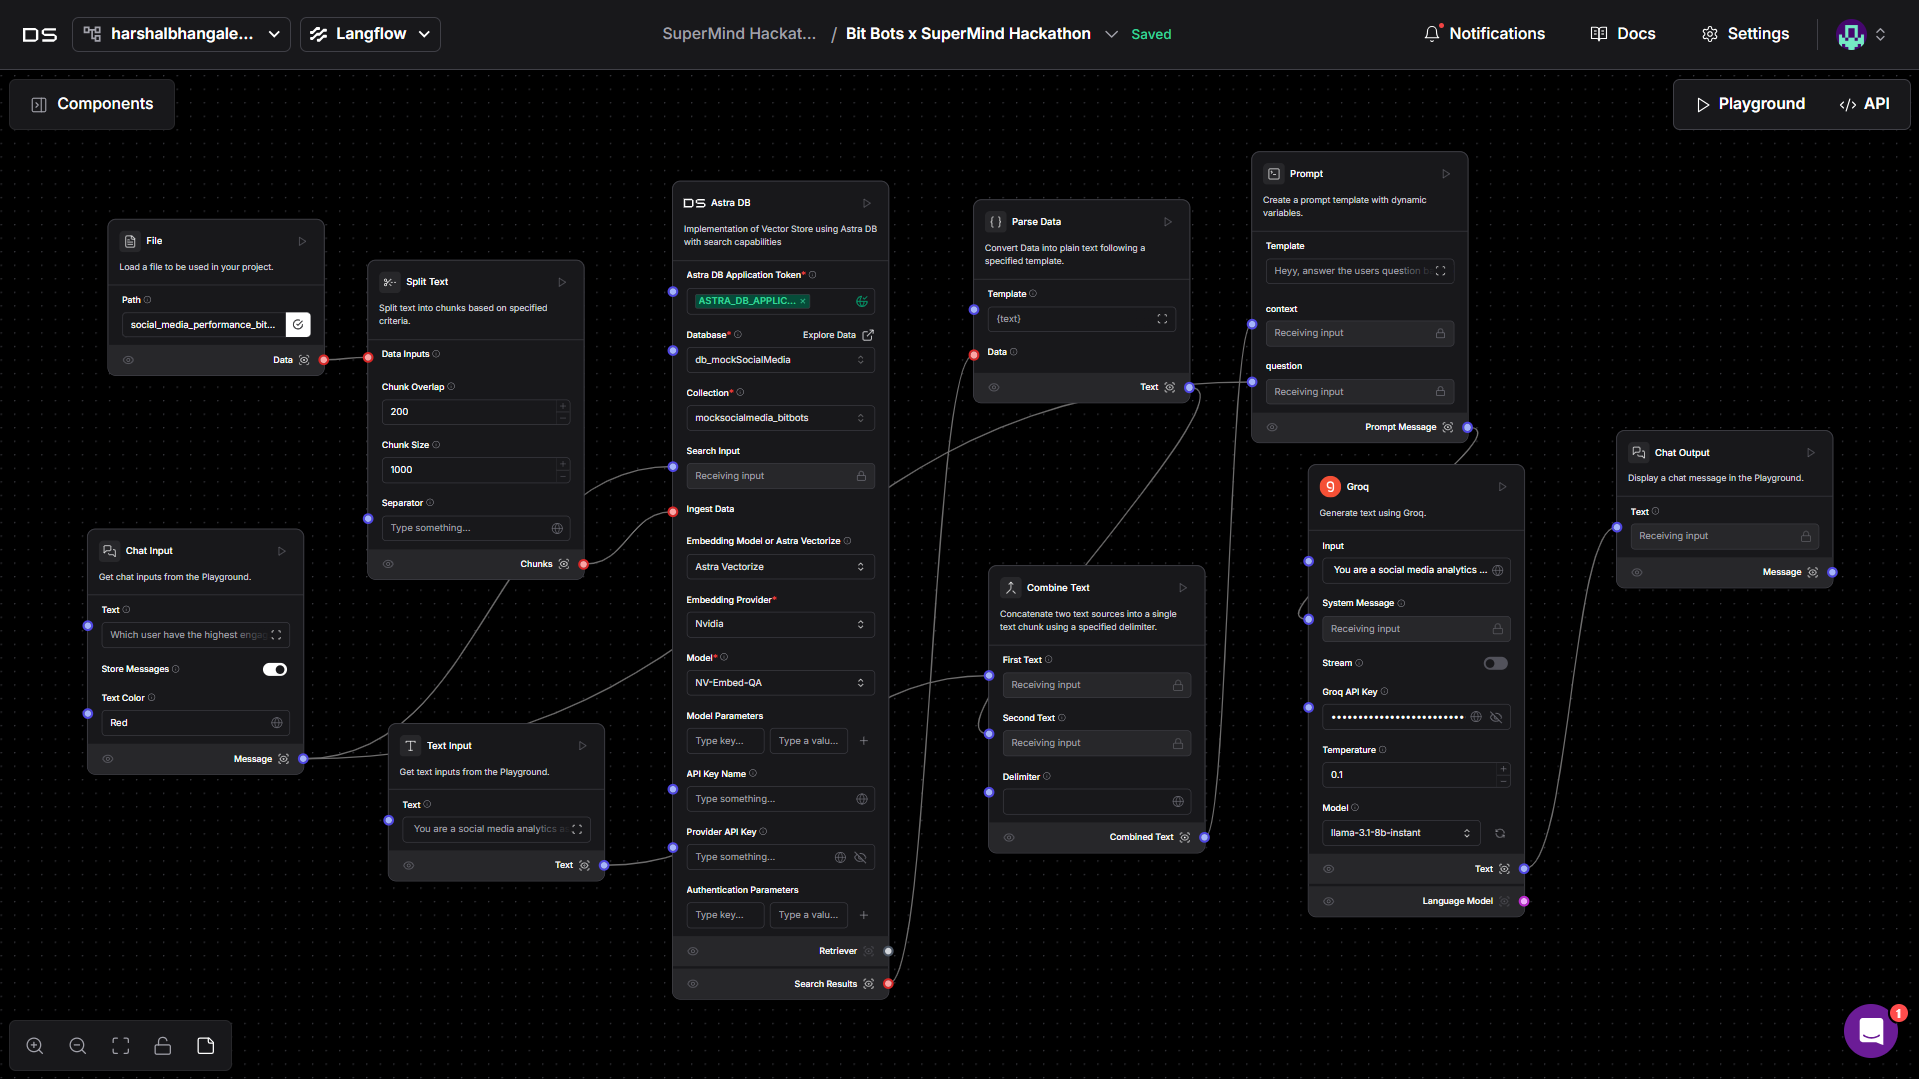 DS
harshalbhangale...
Langflow
SuperMind Hackat...
/
Bit Bots x SuperMind Hackathon
Saved
Notifications
Docs
Settings
Components
Playground
</> API
File
Load a file to be used in your project.
Path
social_media_performance_bit...
Data
Split Text
Split text into chunks based on specified
criteria.
Data Inputs
Chunk Overlap
200
Chunk Size
1000
Separator
Type something...
Chunks
Chat Input
Get chat inputs from the Playground.
Text
Which user have the highest enga
Store Messages
Text Color
Red
Message
Text Input
Get text inputs from the Playground.
Text
You are a social media analytics as
Text
DS Astra DB
Implementation of Vector Store using Astra DB
with search capabilities
Astra DB Application Token*
ASTRA_DB_APPLIC... ×
Database*
Explore Data
db_mockSocialMedia
Collection*
mocksocialmedia_bitbots
Search Input
Receiving input
Ingest Data
Embedding Model or Astra Vectorize
Astra Vectorize
Embedding Provider*
Nvidia
Model*
NV-Embed-QA
Model Parameters
Type key...
Type a valu...
+
API Key Name
Type something...
Provider API Key
Type something...
Authentication Parameters
Type key...
Type a valu...
+
Retriever
Search Results
Parse Data
Convert Data into plain text following a
specified template.
Template
{text}
Data
Text
Combine Text
Concatenate two text sources into a single
text chunk using a specified delimiter.
First Text
Receiving input
Second Text
Receiving input
Delimiter
Combined Text
Prompt
Create a prompt template with dynamic
variables.
Template
Heyy, answer the users question b
context
Receiving input
question
Receiving input
Prompt Message
Groq
Generate text using Groq.
Input
You are a social media analytics ...
System Message
Receiving input
Stream
Groq API Key
••••••••••••••••••••••••••
Temperature
0.1
Model
llama-3.1-8b-instant
Text
Language Model
Chat Output
Display a chat message in the Playground.
Text
Receiving input
Message
1